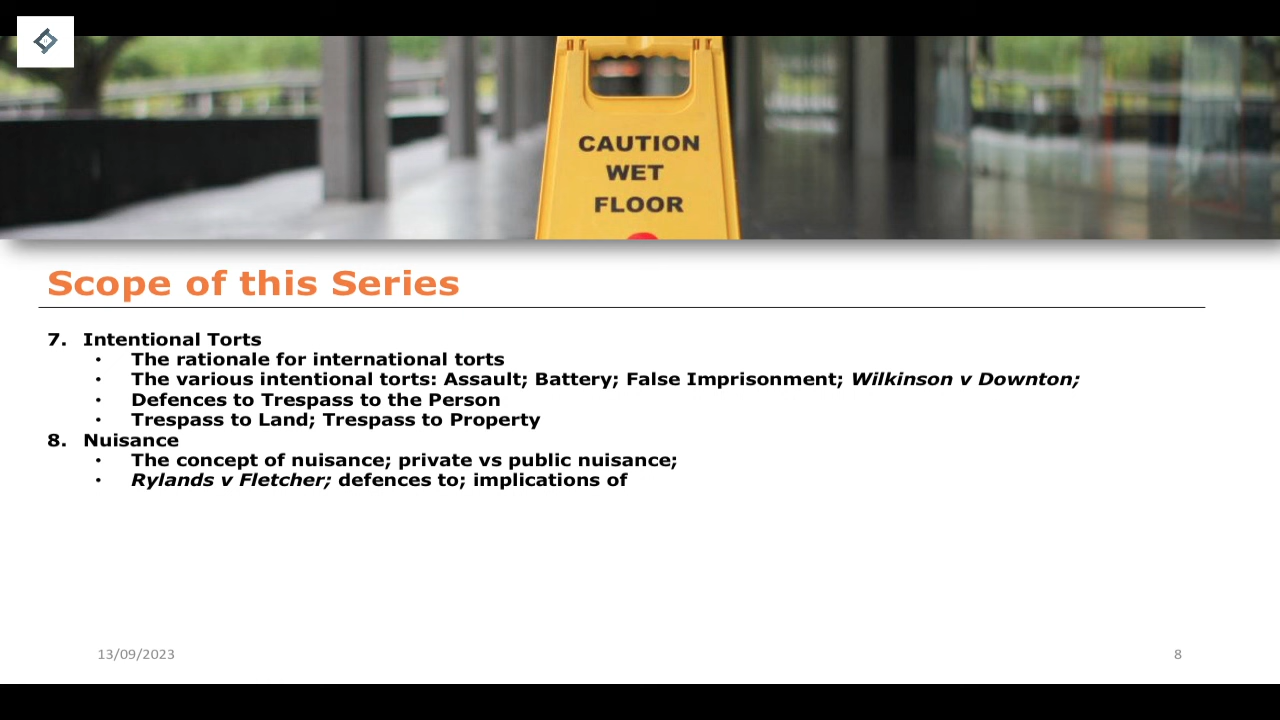 CAUTION
WET
FLOOR
Scope of this Series
7. Intentional Torts
• The rationale for international torts
• The various intentional torts: Assault; Battery; False Imprisonment; Wilkinson v Downton;
• Defences to Trespass to the Person
• Trespass to Land; Trespass to Property
8. Nuisance
• The concept of nuisance; private vs public nuisance;
• Rylands v Fletcher; defences to; implications of
13/09/2023
8